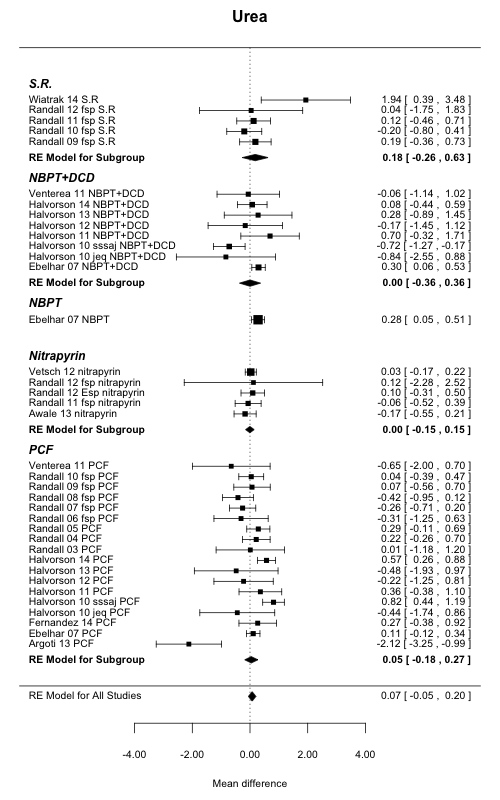 Urea
S.R.
Wiatrak 14 S.R 1.94 [ 0.39 , 3.48 ]
Randall 12 fsp S.R 0.04 [ -1.75 , 1.83 ]
Randall 11 fsp S.R 0.12 [ -0.46 , 0.71 ]
Randall 10 fsp S.R -0.20 [ -0.80 , 0.41 ]
Randall 09 fsp S.R 0.19 [ -0.36 , 0.73 ]
RE Model for Subgroup 0.18 [ -0.26 , 0.63 ]
NBPT+DCD
Venterea 11 NBPT+DCD -0.06 [ -1.14 , 1.02 ]
Halvorson 14 NBPT+DCD 0.08 [ -0.44 , 0.59 ]
Halvorson 13 NBPT+DCD 0.28 [ -0.89 , 1.45 ]
Halvorson 12 NBPT+DCD -0.17 [ -1.45 , 1.12 ]
Halvorson 11 NBPT+DCD 0.70 [ -0.32 , 1.71 ]
Halvorson 10 sssaj NBPT+DCD -0.72 [ -1.27 , -0.17 ]
Halvorson 10 jeq NBPT+DCD -0.84 [ -2.55 , 0.88 ]
Ebelhar 07 NBPT+DCD 0.30 [ 0.06 , 0.53 ]
RE Model for Subgroup 0.00 [ -0.36 , 0.36 ]
NBPT
Ebelhar 07 NBPT 0.28 [ 0.05 , 0.51 ]
Nitrapyrin
Vetsch 12 nitrapyrin 0.03 [ -0.17 , 0.22 ]
Randall 12 fsp nitrapyrin 0.12 [ -2.28 , 2.52 ]
Randall 12 Esp nitrapyrin 0.10 [ -0.31 , 0.50 ]
Randall 11 fsp nitrapyrin -0.06 [ -0.52 , 0.39 ]
Awale 13 nitrapyrin -0.17 [ -0.55 , 0.21 ]
RE Model for Subgroup 0.00 [ -0.15 , 0.15 ]
PCF
Venterea 11 PCF -0.65 [ -2.00 , 0.70 ]
Randall 10 fsp PCF 0.04 [ -0.39 , 0.47 ]
Randall 09 fsp PCF 0.07 [ -0.56 , 0.70 ]
Randall 08 fsp PCF -0.42 [ -0.95 , 0.12 ]
Randall 07 fsp PCF -0.26 [ -0.71 , 0.20 ]
Randall 06 fsp PCF -0.31 [ -1.25 , 0.63 ]
Randall 05 PCF 0.29 [ -0.11 , 0.69 ]
Randall 04 PCF 0.22 [ -0.26 , 0.70 ]
Randall 03 PCF 0.01 [ -1.18 , 1.20 ]
Halvorson 14 PCF 0.57 [ 0.26 , 0.88 ]
Halvorson 13 PCF -0.48 [ -1.93 , 0.97 ]
Halvorson 12 PCF -0.22 [ -1.25 , 0.81 ]
Halvorson 11 PCF 0.36 [ -0.38 , 1.10 ]
Halvorson 10 sssaj PCF 0.82 [ 0.44 , 1.19 ]
Halvorson 10 jeq PCF -0.44 [ -1.74 , 0.86 ]
Fernandez 14 PCF 0.27 [ -0.38 , 0.92 ]
Ebelhar 07 PCF 0.11 [ -0.12 , 0.34 ]
Argoti 13 PCF -2.12 [ -3.25 , -0.99 ]
RE Model for Subgroup 0.05 [ -0.18 , 0.27 ]
RE Model for All Studies 0.07 [ -0.05 , 0.20 ]
-4.00 -2.00 0.00 2.00 4.00
Mean difference